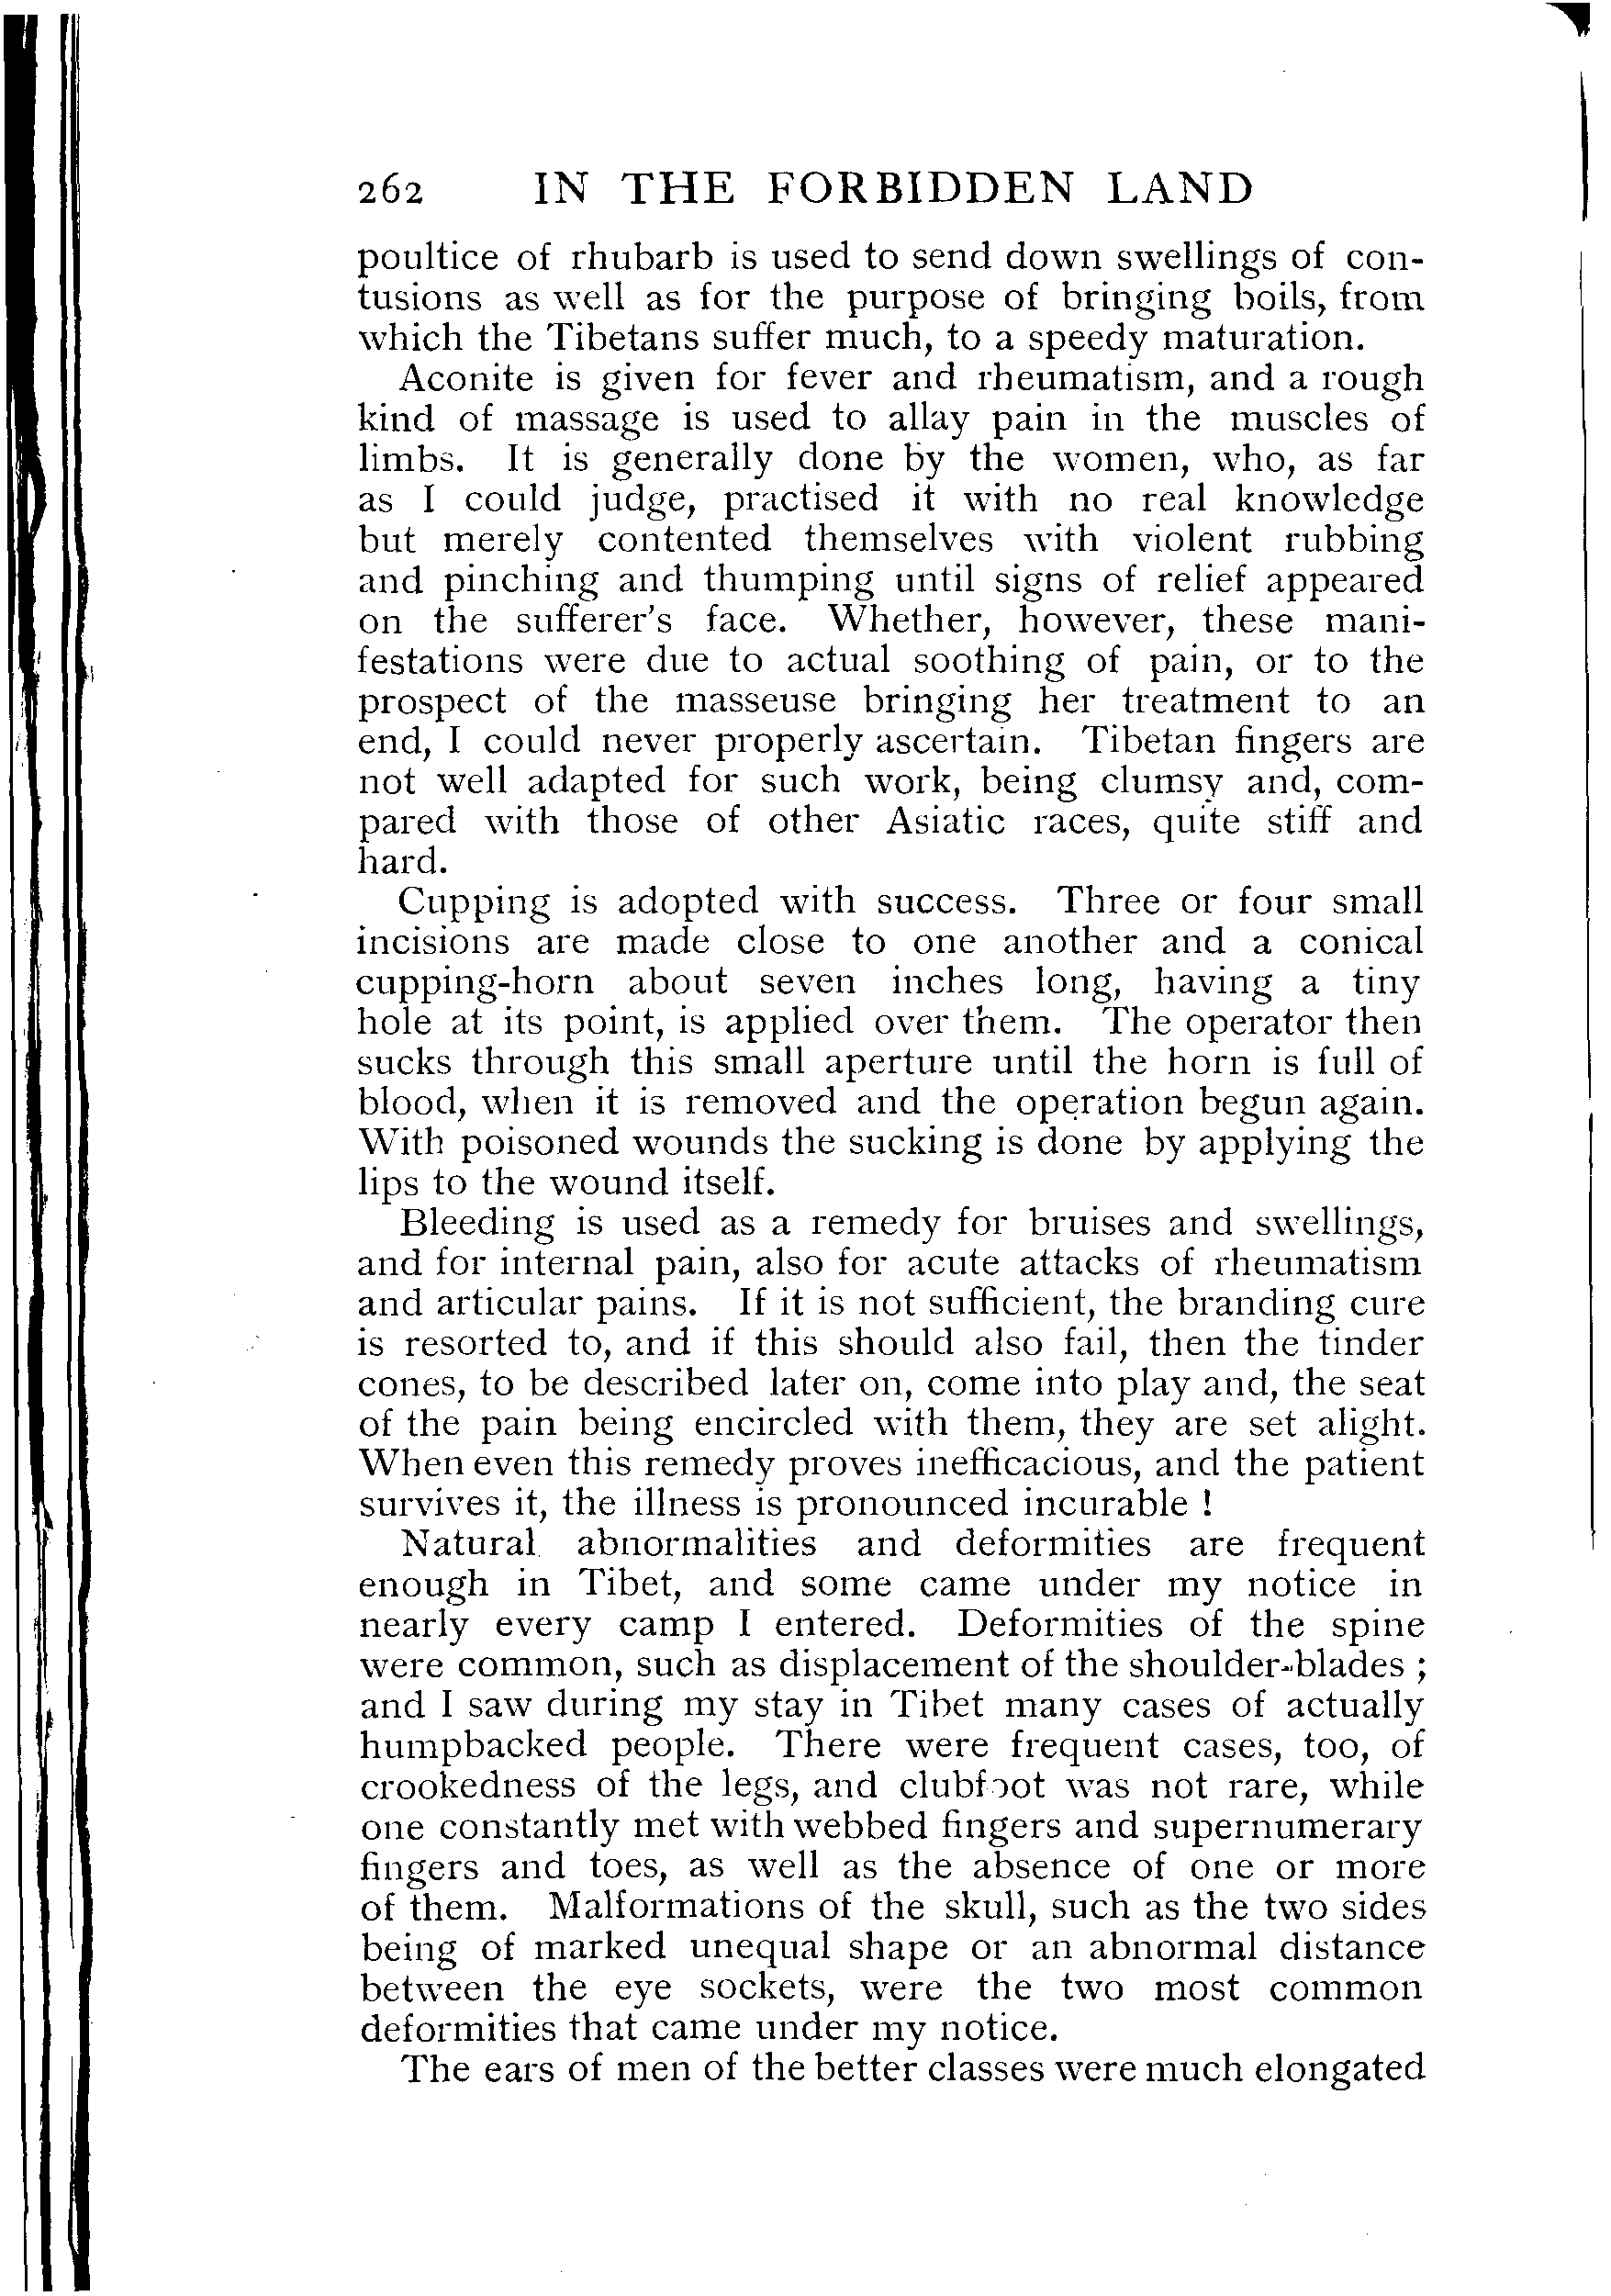 262 IN THE FORBIDDEN LAND
poultice of rhubarb is used to send down swellings of con-
tusions as well as for the purpose of bringing boils, from
which the Tibetans suffer much, to a speedy maturation.
Aconite is given for fever and rheumatism, and a rough
kind of massage is used to allay pain in the muscles of
limbs. It is generally done by the women, who, as far
as I could judge, practised it with no real knowledge
but merely contented themselves with violent rubbing
and pinching and thumping until signs of relief appeared
on the sufferer's face. Whether, however, these mani-
festations were due to actual soothing of pain, or to the
prospect of the masseuse bringing her treatment to an
end, I could never properly ascertain. Tibetan fingers are
not well adapted for such work, being clumsy and, com-
pared with those of other Asiatic races, quite stiff and
hard.
Cupping is adopted with success. Three or four small
incisions are made close to one another and a conical
cupping-horn about seven inches long, having a tiny
hole at its point, is applied over them. The operator then
sucks through this small aperture until the horn is full of
blood, when it is removed and the operation begun again.
With poisoned wounds the sucking is done by applying the
lips to the wound itself.
Bleeding is used as a remedy for bruises and swellings,
and for internal pain, also for acute attacks of rheumatism
and articular pains. If it is not sufficient, the branding cure
is resorted to, and if this should also fail, then the tinder
cones, to be described later on, come into play and, the seat
of the pain being encircled with them, they are set alight.
When even this remedy proves inefficacious, and the patient
survives it, the illness is pronounced incurable !
Natural abnormalities and deformities are frequent
enough in Tibet, and some came under my notice in
nearly every camp I entered. Deformities of the spine
were common, such as displacement of the shoulder-blades ;
and I saw during my stay in Tibet many cases of actually
humpbacked people. There were frequent cases, too, of
crookedness of the legs, and clubfoot was not rare, while
one constantly met with webbed fingers and supernumerary
fingers and toes, as well as the absence of one or more
of them. Malformations of the skull, such as the two sides
being of marked unequal shape or an abnormal distance
between the eye sockets, were the two most common
deformities that came under my notice.
The ears of men of the better classes were much elongated